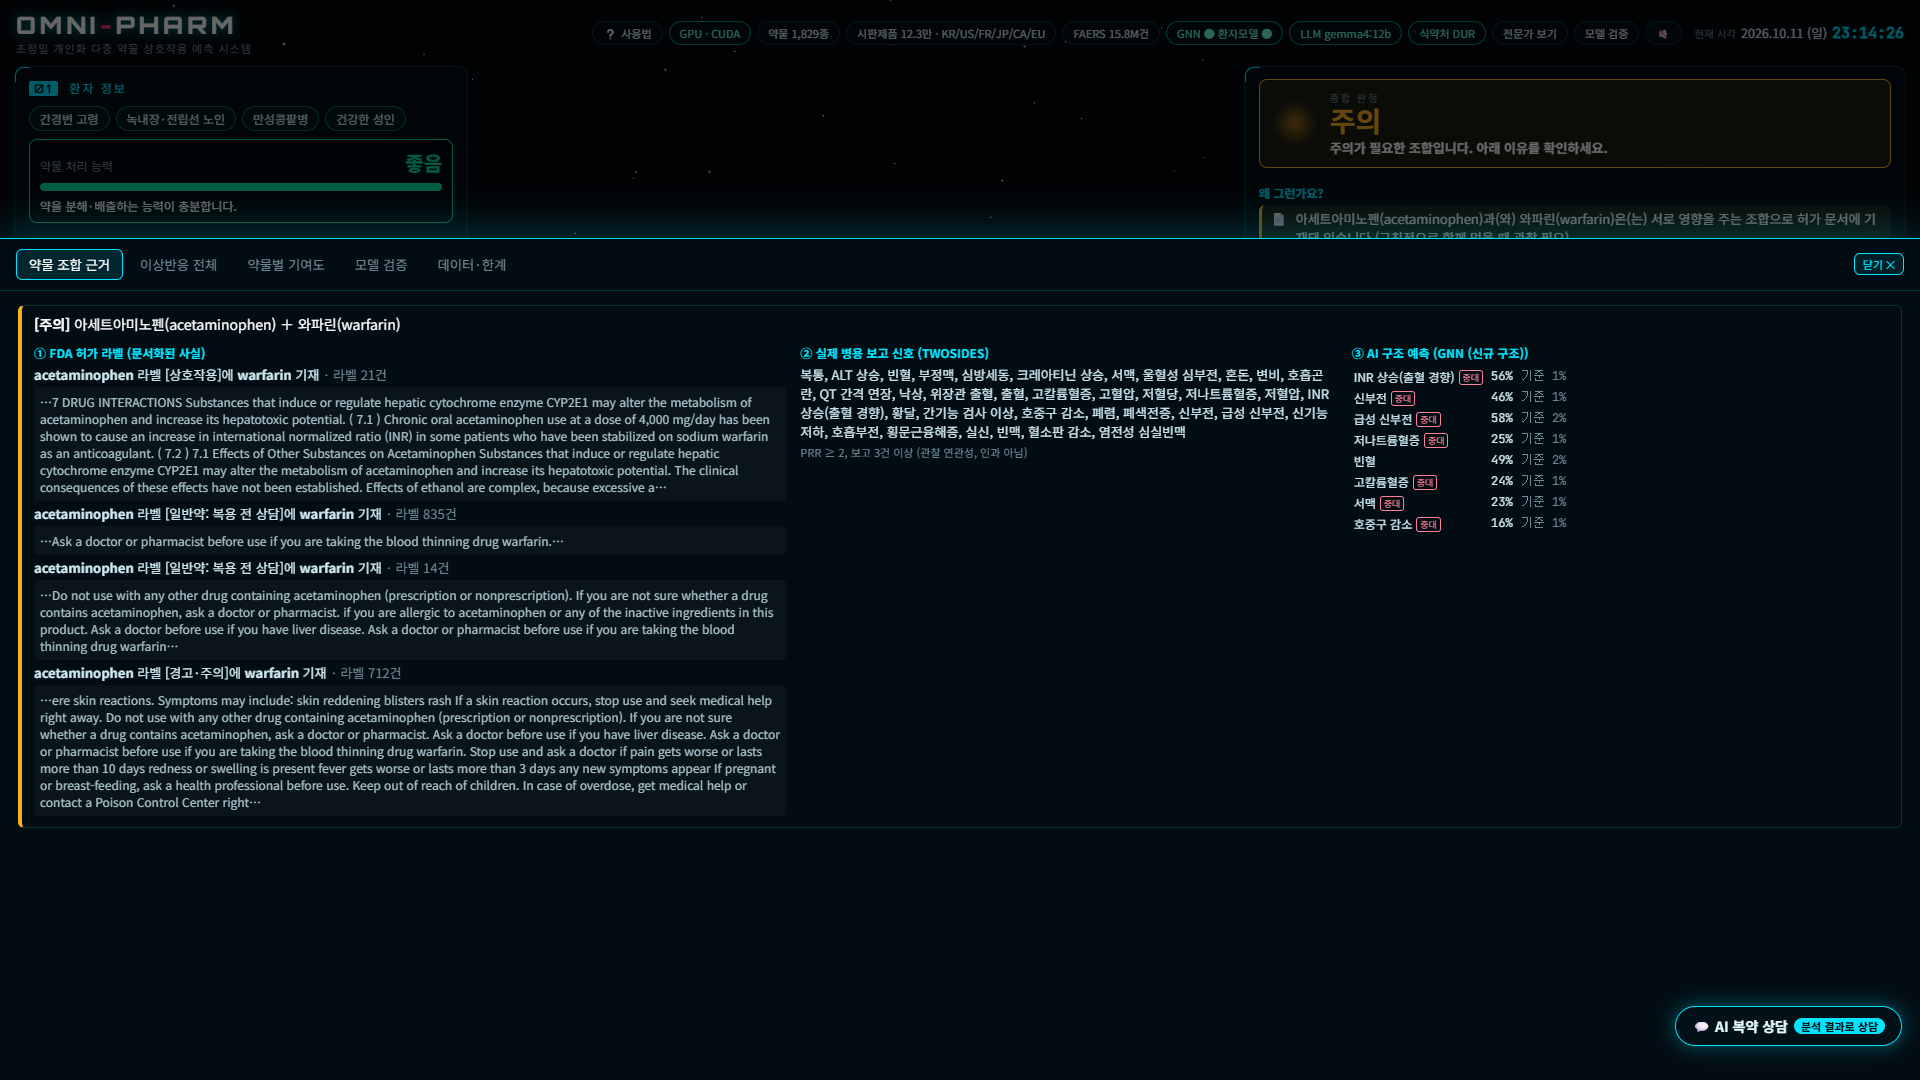 OMNI-PHARM
초정밀 개인화 다중 약물 상호작용 예측 시스템
? 사용법
GPU · CUDA
약물 1,829종
시판제품 12.3만 · KR/US/FR/JP/CA/EU
FAERS 15.8M건
GNN 환자모델
LLM gemma4:12b
식약처 DUR
전문가 보기
모델 검증
현재 시각 2026.10.11 (일) 23:14:26
01 환자 정보
간경변 고령
녹내장·전립선 노인
만성콩팥병
건강한 성인
약물 처리 능력
좋음
약을 분해·배출하는 능력이 충분합니다.
종합 판정
주의
주의가 필요한 조합입니다. 아래 이유를 확인하세요.
왜 그런가요?
아세트아미노펜(acetaminophen)과(와) 와파린(warfarin)은(는) 서로 영향을 주는 조합으로 허가 문서에 기
약물 조합 근거
이상반응 전체
약물별 기여도
모델 검증
데이터·한계
닫기 ✕
[주의] 아세트아미노펜(acetaminophen) + 와파린(warfarin)
① FDA 허가 라벨 (문서화된 사실)
acetaminophen 라벨 [상호작용]에 warfarin 기재 · 라벨 21건
…7 DRUG INTERACTIONS Substances that induce or regulate hepatic cytochrome enzyme CYP2E1 may alter the metabolism of
acetaminophen and increase its hepatotoxic potential. ( 7.1 ) Chronic oral acetaminophen use at a dose of 4,000 mg/day has been
shown to cause an increase in international normalized ratio (INR) in some patients who have been stabilized on sodium warfarin
as an anticoagulant. ( 7.2 ) 7.1 Effects of Other Substances on Acetaminophen Substances that induce or regulate hepatic
cytochrome enzyme CYP2E1 may alter the metabolism of acetaminophen and increase its hepatotoxic potential. The clinical
consequences of these effects have not been established. Effects of ethanol are complex, because excessive a…
acetaminophen 라벨 [일반약: 복용 전 상담]에 warfarin 기재 · 라벨 835건
…Ask a doctor or pharmacist before use if you are taking the blood thinning drug warfarin.…
acetaminophen 라벨 [일반약: 복용 전 상담]에 warfarin 기재 · 라벨 14건
…Do not use with any other drug containing acetaminophen (prescription or nonprescription). If you are not sure whether a drug
contains acetaminophen, ask a doctor or pharmacist. if you are allergic to acetaminophen or any of the inactive ingredients in this
product. Ask a doctor before use if you have liver disease. Ask a doctor or pharmacist before use if you are taking the blood
thinning drug warfarin…
acetaminophen 라벨 [경고·주의]에 warfarin 기재 · 라벨 712건
…ere skin reactions. Symptoms may include: skin reddening blisters rash If a skin reaction occurs, stop use and seek medical help
right away. Do not use with any other drug containing acetaminophen (prescription or nonprescription). If you are not sure
whether a drug contains acetaminophen, ask a doctor or pharmacist. Ask a doctor before use if you have liver disease. Ask a doctor
or pharmacist before use if you are taking the blood thinning drug warfarin. Stop use and ask a doctor if pain gets worse or lasts
more than 10 days redness or swelling is present fever gets worse or lasts more than 3 days any new symptoms appear If pregnant
or breast-feeding, ask a health professional before use. Keep out of reach of children. In case of overdose, get medical help or
contact a Poison Control Center right…
② 실제 병용 보고 신호 (TWOSIDES)
복통, ALT 상승, 빈혈, 부정맥, 심방세동, 크레아티닌 상승, 서맥, 울혈성 심부전, 혼돈, 변비, 호흡곤
란, QT 간격 연장, 낙상, 위장관 출혈, 출혈, 고칼륨혈증, 고혈압, 저혈당, 저나트륨혈증, 저혈압, INR
상승(출혈 경향), 황달, 간기능 검사 이상, 호중구 감소, 폐렴, 폐색전증, 신부전, 급성 신부전, 신기능
저하, 호흡부전, 횡문근융해증, 실신, 빈맥, 혈소판 감소, 염전성 심실빈맥
PRR ≥ 2, 보고 3건 이상 (관찰 연관성, 인과 아님)
③ AI 구조 예측 (GNN (신규 구조))
INR 상승(출혈 경향) 중대 56% 기준 1%
신부전 중대 46% 기준 1%
급성 신부전 중대 58% 기준 2%
저나트륨혈증 중대 25% 기준 1%
빈혈 49% 기준 2%
고칼륨혈증 중대 24% 기준 1%
서맥 중대 23% 기준 1%
호중구 감소 중대 16% 기준 1%
AI 복약 상담 분석 결과로 상담